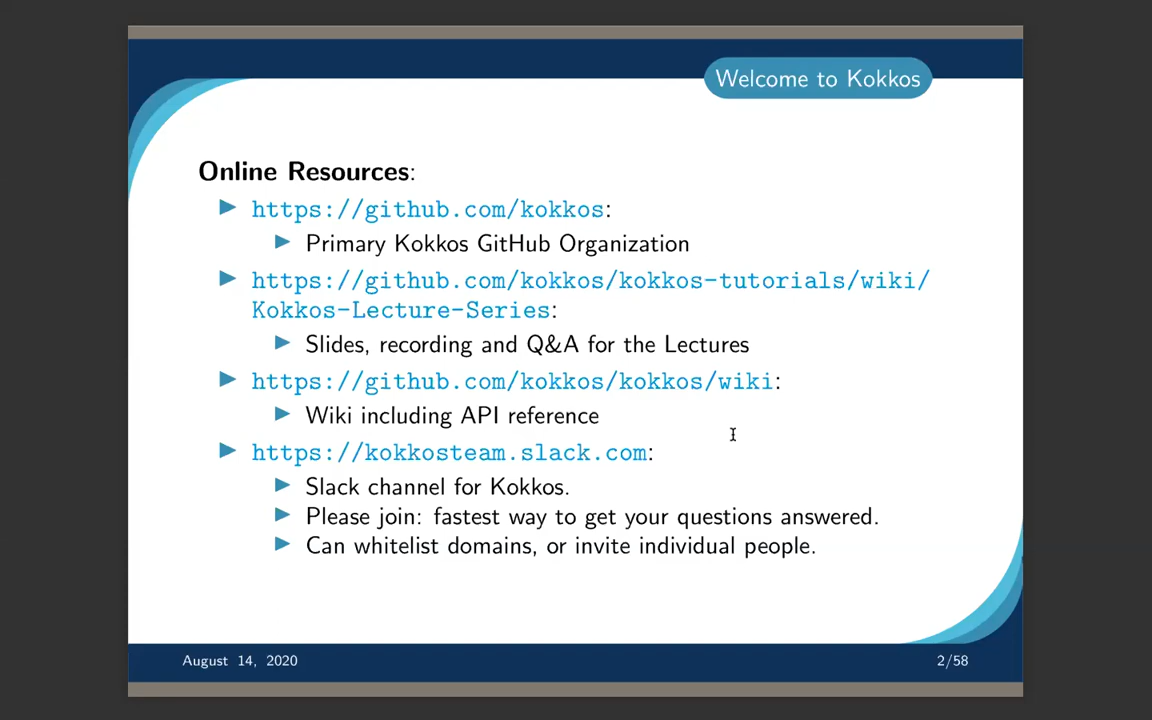 Welcome to Kokkos
Online Resources:
https://github.com/kokkos:
Primary Kokkos GitHub Organization
https://github.com/kokkos/kokkos-tutorials/wiki/
Kokkos-Lecture-Series:
Slides, recording and Q&A for the Lectures
https://github.com/kokkos/kokkos/wiki:
Wiki including API reference
https://kokkosteam.slack.com:
Slack channel for Kokkos.
Please join: fastest way to get your questions answered.
Can whitelist domains, or invite individual people.
August 14, 2020
2/58